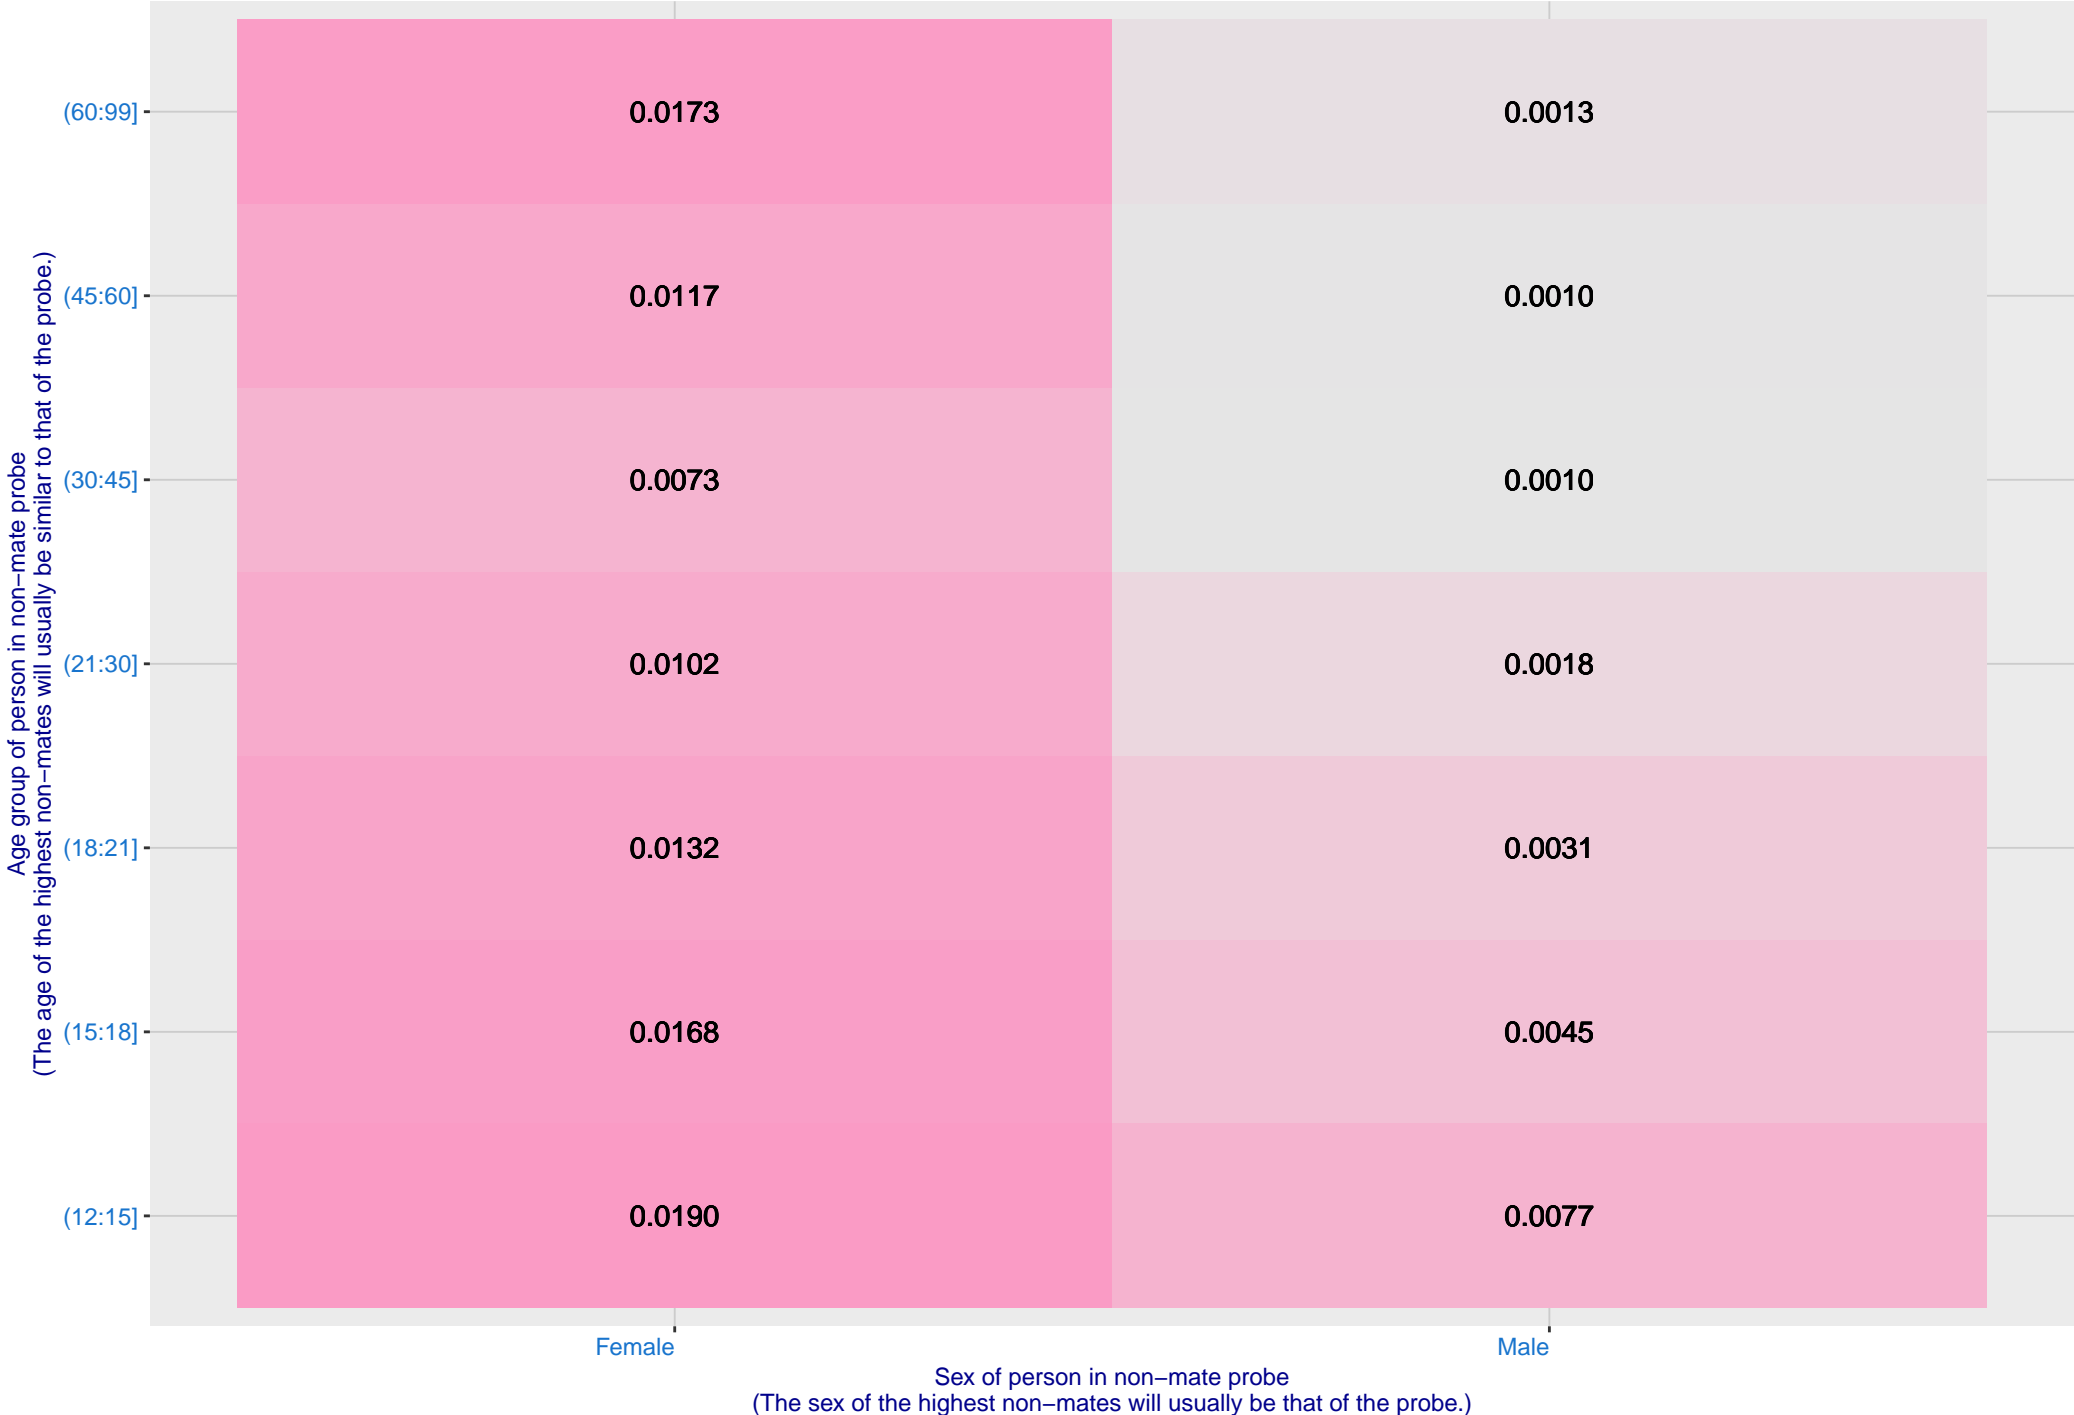 Age group of person in non−mate probe
(The age of the highest non−mates will usually be similar to that of the probe.)
(60:99] 0.0173 0.0013
(45:60] 0.0117 0.0010
(30:45] 0.0073 0.0010
(21:30] 0.0102 0.0018
(18:21] 0.0132 0.0031
(15:18] 0.0168 0.0045
(12:15] 0.0190 0.0077
Female Male
Sex of person in non−mate probe
(The sex of the highest non−mates will usually be that of the probe.)